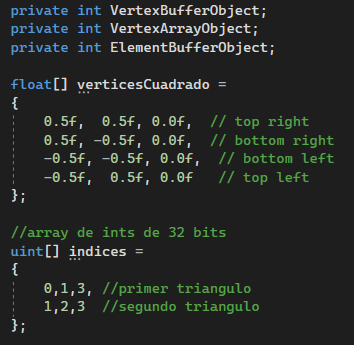 private int VertexBufferObject;
private int VertexArrayObject;
private int ElementBufferObject;
float[] verticesCuadrado =
{
0.5f, 0.5f, 0.0f, // top right
0.5f, -0.5f, 0.0f, // bottom right
-0.5f, -0.5f, 0.0f, // bottom left
-0.5f, 0.5f, 0.0f // top left
};
//array de ints de 32 bits
uint[] indices =
{
0,1,3, //primer triangulo
1,2,3 //segundo triangulo
};